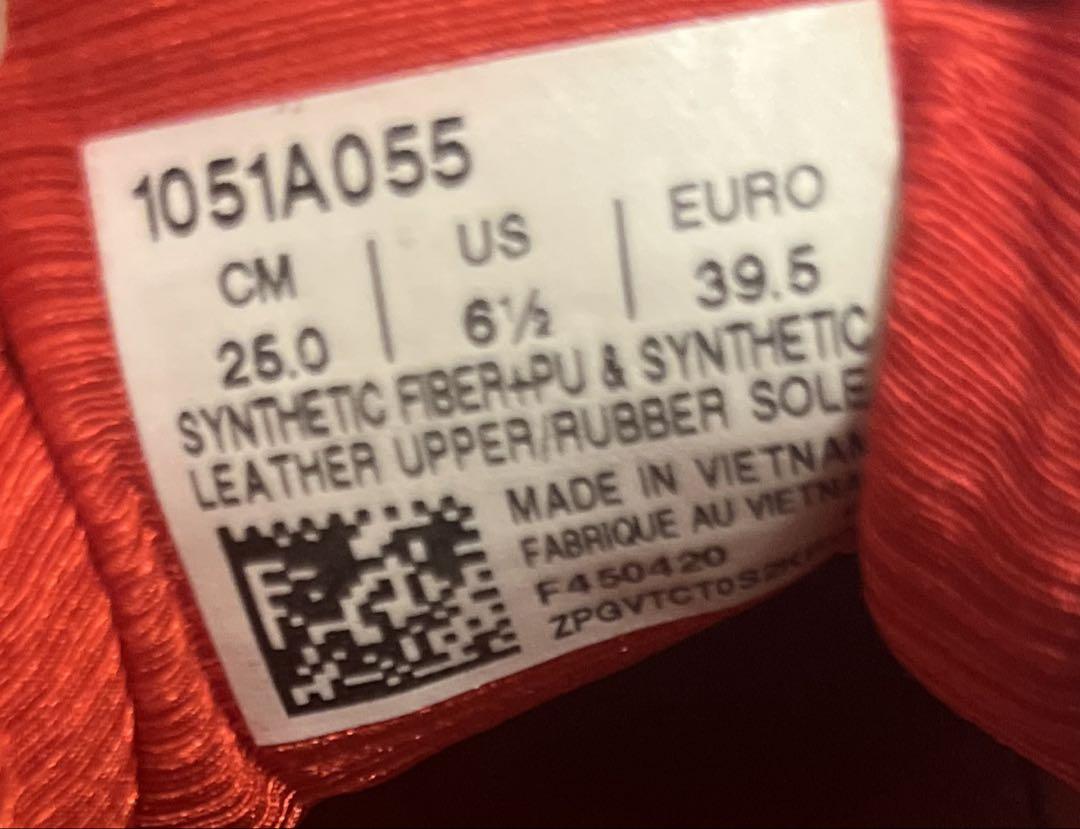 1051A055
CM | US | EURO
25.0 | 6½ | 39.5
SYNTHETIC FIBER+PU & SYNTHETIC
LEATHER UPPER/RUBBER SOLE
MADE IN VIETNAM
FABRIQUE AU VIETNA
F450420